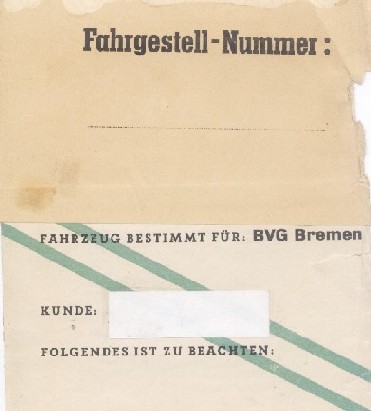 Fahrgestell-Nummer:
FAHRZEUG BESTIMMT FÜR: BVG Bremen
KUNDE:
FOLGENDES IST ZU BEACHTEN: